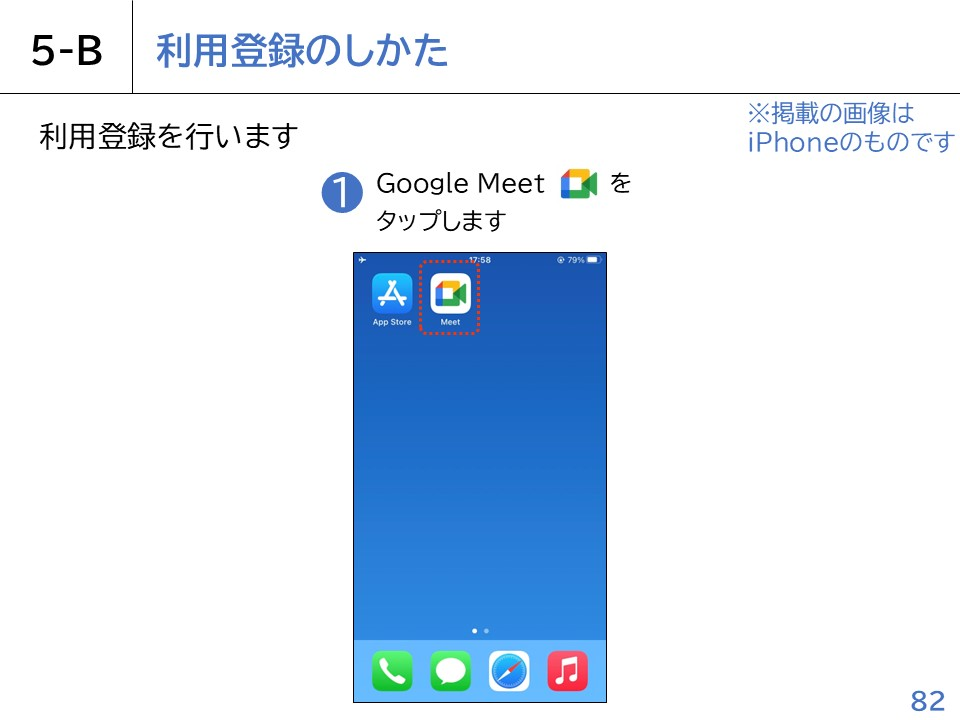 5-B
利用登録のしかた
※掲載の画像は
iPhoneのものです
利用登録を行います
1 Google Meet を
タップします
17:58 79%
App Store Meet
82